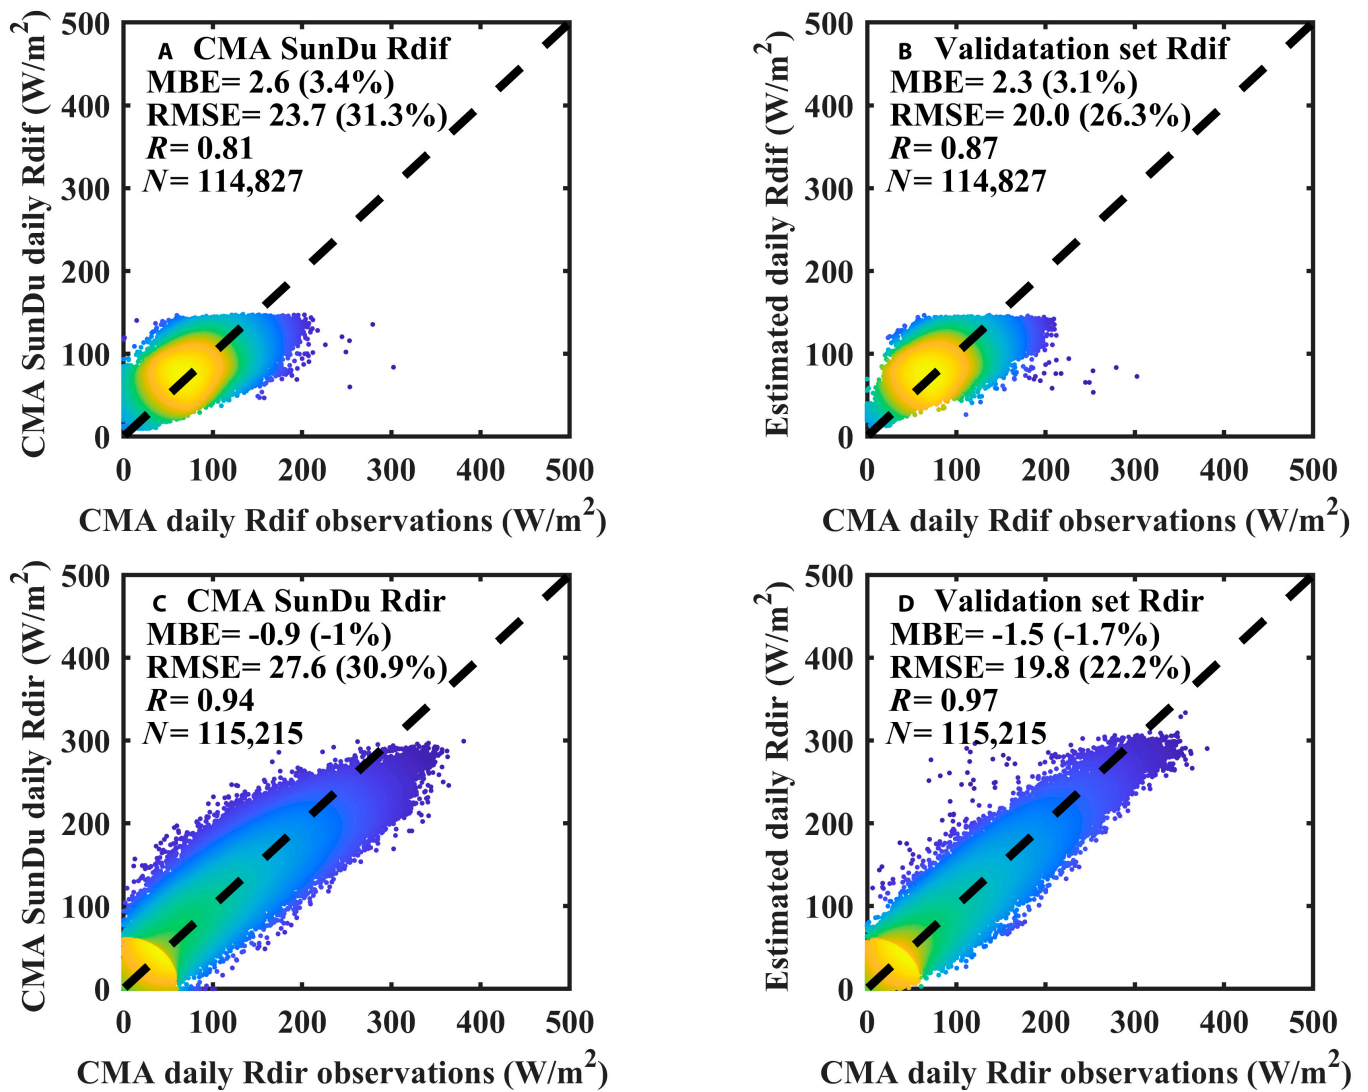 A CMA SunDu Rdif
MBE= 2.6 (3.4%)
RMSE= 23.7 (31.3%)
R= 0.81
N= 114,827
500
400
300
200
100
0
0 100 200 300 400 500
CMA SunDu daily Rdif (W/m²)
CMA daily Rdif observations (W/m²)
B Validatation set Rdif
MBE= 2.3 (3.1%)
RMSE= 20.0 (26.3%)
R= 0.87
N= 114,827
500
400
300
200
100
0
0 100 200 300 400 500
Estimated daily Rdif (W/m²)
CMA daily Rdif observations (W/m²)
C CMA SunDu Rdir
MBE= -0.9 (-1%)
RMSE= 27.6 (30.9%)
R= 0.94
N= 115,215
500
400
300
200
100
0
0 100 200 300 400 500
CMA SunDu daily Rdir (W/m²)
CMA daily Rdir observations (W/m²)
D Validation set Rdir
MBE= -1.5 (-1.7%)
RMSE= 19.8 (22.2%)
R= 0.97
N= 115,215
500
400
300
200
100
0
0 100 200 300 400 500
Estimated daily Rdir (W/m²)
CMA daily Rdir observations (W/m²)